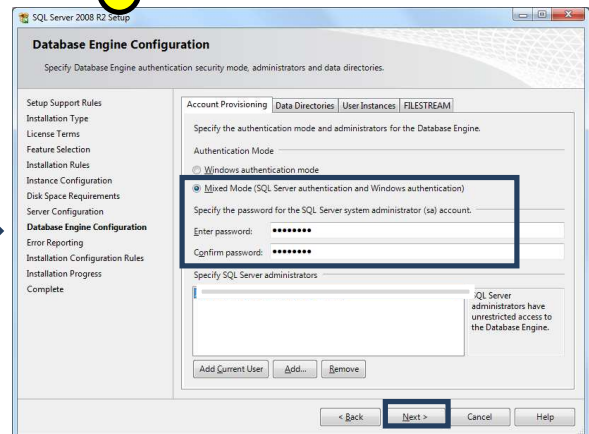 SQL Server 2008 R2 Setup
Database Engine Configuration
Specify Database Engine authentication security mode, administrators and data directories.
Setup Support Rules
Installation Type
License Terms
Feature Selection
Installation Rules
Instance Configuration
Disk Space Requirements
Server Configuration
Database Engine Configuration
Error Reporting
Installation Configuration Rules
Installation Progress
Complete
Account Provisioning Data Directories User Instances FILESTREAM
Specify the authentication mode and administrators for the Database Engine.
Authentication Mode
Windows authentication mode
Mixed Mode (SQL Server authentication and Windows authentication)
Specify the password for the SQL Server system administrator (sa) account.
Enter password: ●●●●●●●●
Confirm password: ●●●●●●●●
Specify SQL Server administrators
SQL Server
administrators have
unrestricted access to
the Database Engine.
Add Current User Add... Remove
< Back Next > Cancel Help